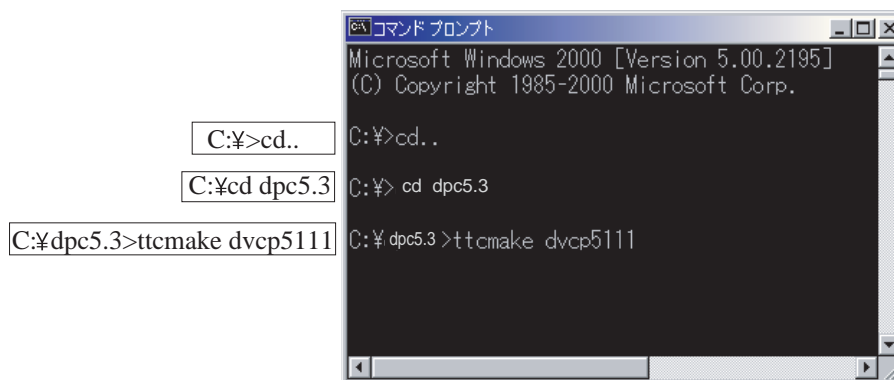 コマンド プロンプト
Microsoft Windows 2000 [Version 5.00.2195]
(C) Copyright 1985-2000 Microsoft Corp.
C:¥>cd..
C:¥>cd..
C:¥cd dpc5.3
C:¥> cd dpc5.3
C:¥dpc5.3>ttcmake dvcp5111
C:¥dpc5.3>ttcmake dvcp5111